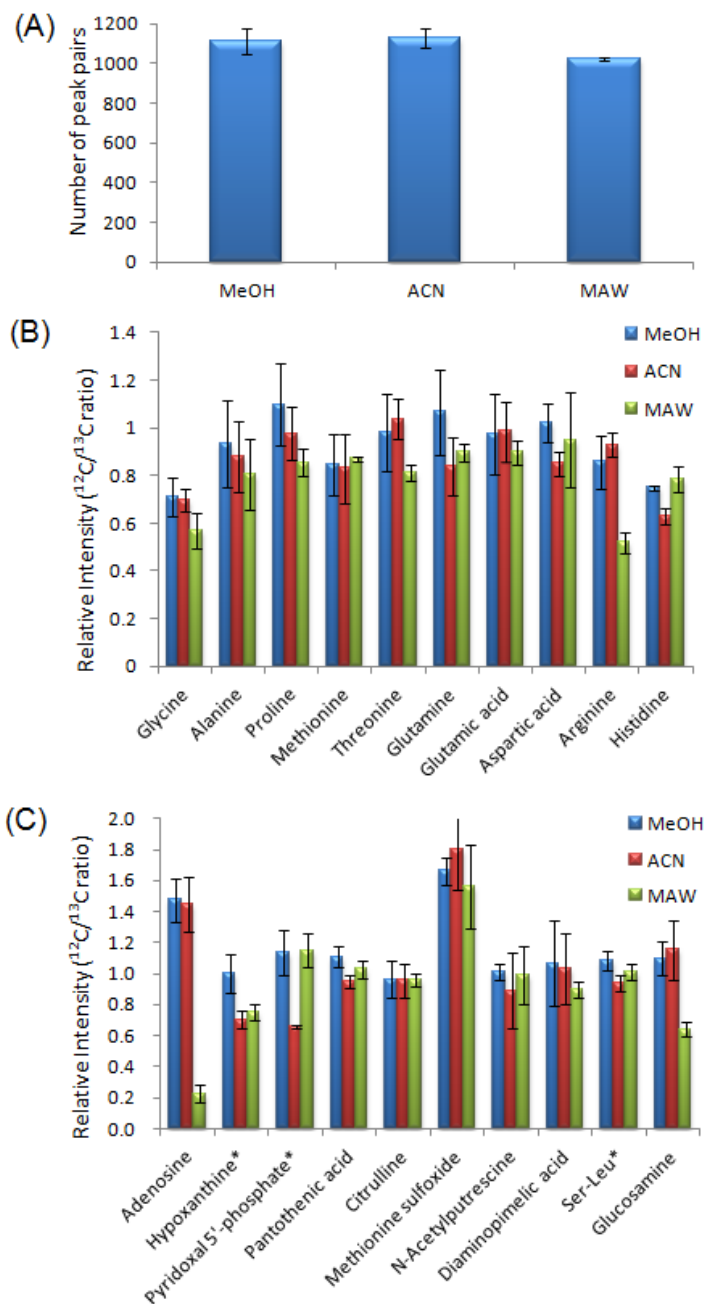 (A)
Number of peak pairs
1200
1000
800
600
400
200
0
MeOH ACN MAW
(B)
Relative Intensity (¹²C/¹³C ratio)
1.4
1.2
1
0.8
0.6
0.4
0.2
0
MeOH
ACN
MAW
Glycine
Alanine
Proline
Methionine
Threonine
Glutamine
Glutamic acid
Aspartic acid
Arginine
Histidine
(C)
Relative Intensity (¹²C/¹³C ratio)
2.0
1.8
1.6
1.4
1.2
1.0
0.8
0.6
0.4
0.2
0.0
MeOH
ACN
MAW
Adenosine
Hypoxanthine*
Pyridoxal 5`-phosphate*
Pantothenic acid
Citrulline
Methionine sulfoxide
N-Acetylputrescine
Diaminopimelic acid
Ser-Leu*
Glucosamine